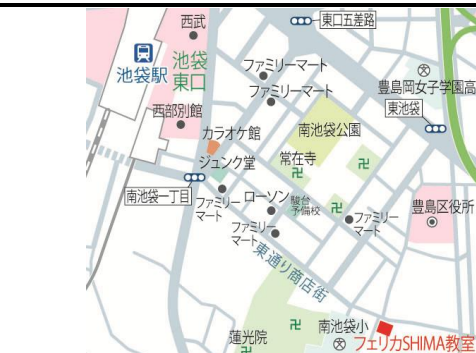 西武
東口五差路
池袋駅
池袋
東口
ファミリーマート
豊島岡女子学園高
ファミリーマート
西部別館
東池袋
カラオケ館
南池袋公園
ジュンク堂
常在寺
南池袋一丁目
ファミリー
マート
ローソン
駿台
予備校
ファミリー
マート
豊島区役所
ファミリー
マート
東通り商店街
蓮光院
南池袋小
フェリカSHIMA教室